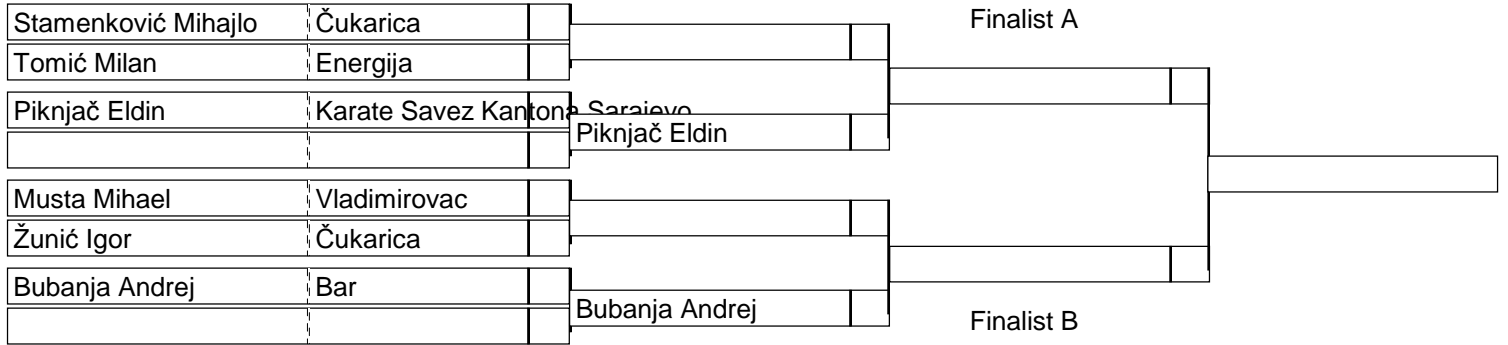 Stamenković Mihajlo Čukarica
Finalist A
Tomić Milan Energija
Piknjač Eldin Karate Savez Kantona Sarajevo
Piknjač Eldin
Musta Mihael Vladimirovac
Žunić Igor Čukarica
Bubanja Andrej Bar
Bubanja Andrej
Finalist B